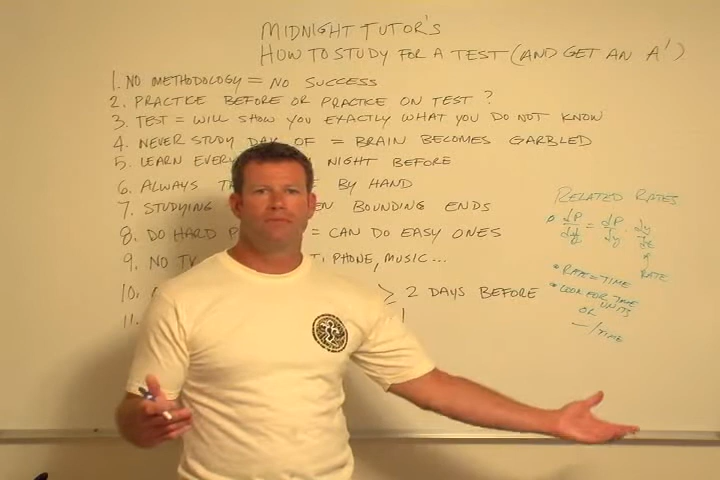 MIDNIGHT TUTOR'S
HOW TO STUDY FOR A TEST (AND GET AN A')
1. NO METHODOLOGY = NO SUCCESS
2. PRACTICE BEFORE OR PRACTICE ON TEST?
3. TEST = WILL SHOW YOU EXACTLY WHAT YOU DO NOT KNOW
4. NEVER STUDY DAY OF = BRAIN BECOMES GARBLED
5. LEARN NIGHT BEFORE
6. ALWAYS BY HAND
7. STUDYING BOUNDING ENDS
8. DO HARD = CAN DO EASY ONES
9. NO TV PHONE, MUSIC...
10. ≥ 2 DAYS BEFORE
11.
RELATED RATES
dP = dP · dy
dy
RATE
* RATE = TIME
* LOOK FOR TIME
UNITS
OR
—/TIME